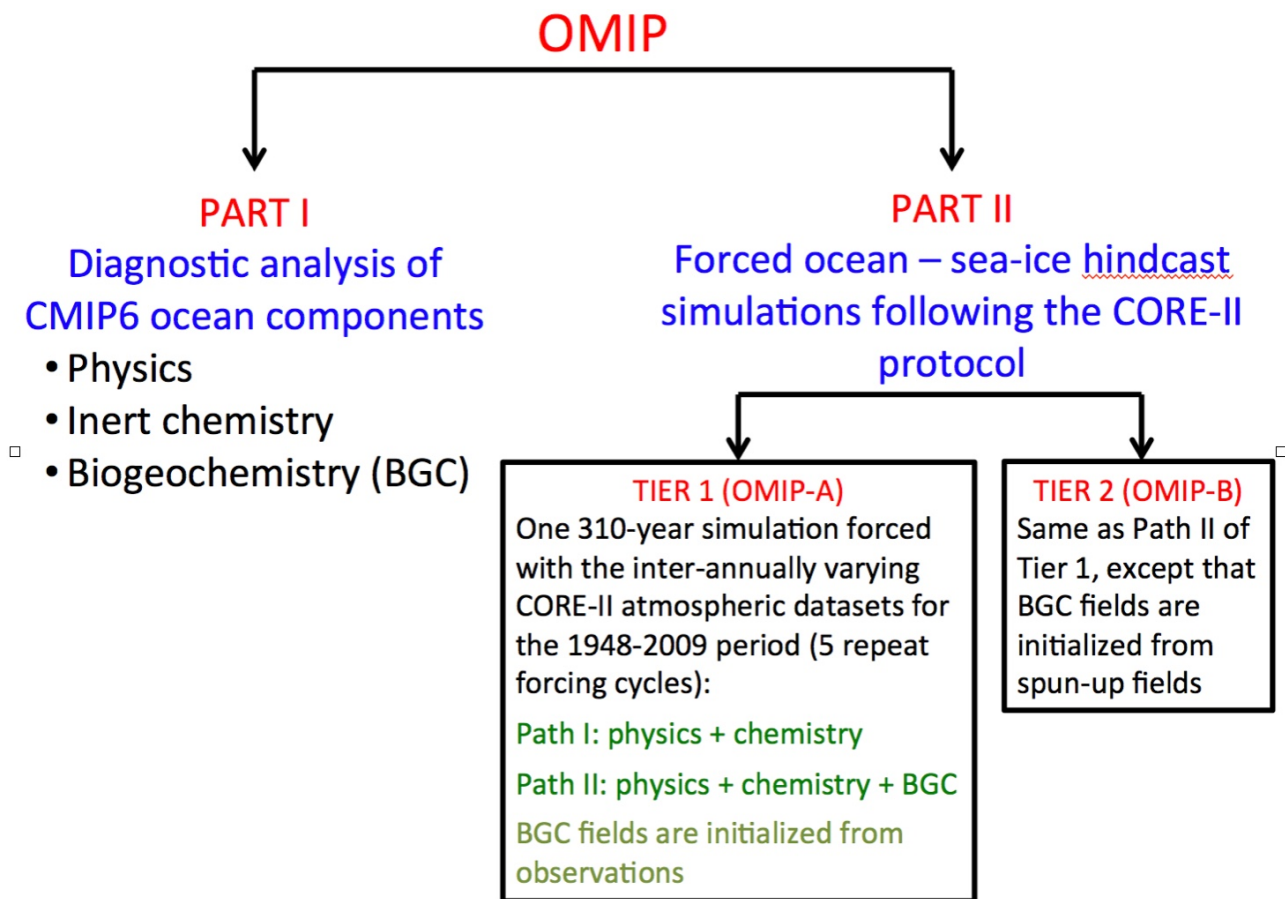 OMIP
PART I
Diagnostic analysis of
CMIP6 ocean components
• Physics
• Inert chemistry
• Biogeochemistry (BGC)
PART II
Forced ocean – sea-ice hindcast
simulations following the CORE-II
protocol
TIER 1 (OMIP-A)
One 310-year simulation forced
with the inter-annually varying
CORE-II atmospheric datasets for
the 1948-2009 period (5 repeat
forcing cycles):
Path I: physics + chemistry
Path II: physics + chemistry + BGC
BGC fields are initialized from
observations
TIER 2 (OMIP-B)
Same as Path II of
Tier 1, except that
BGC fields are
initialized from
spun-up fields